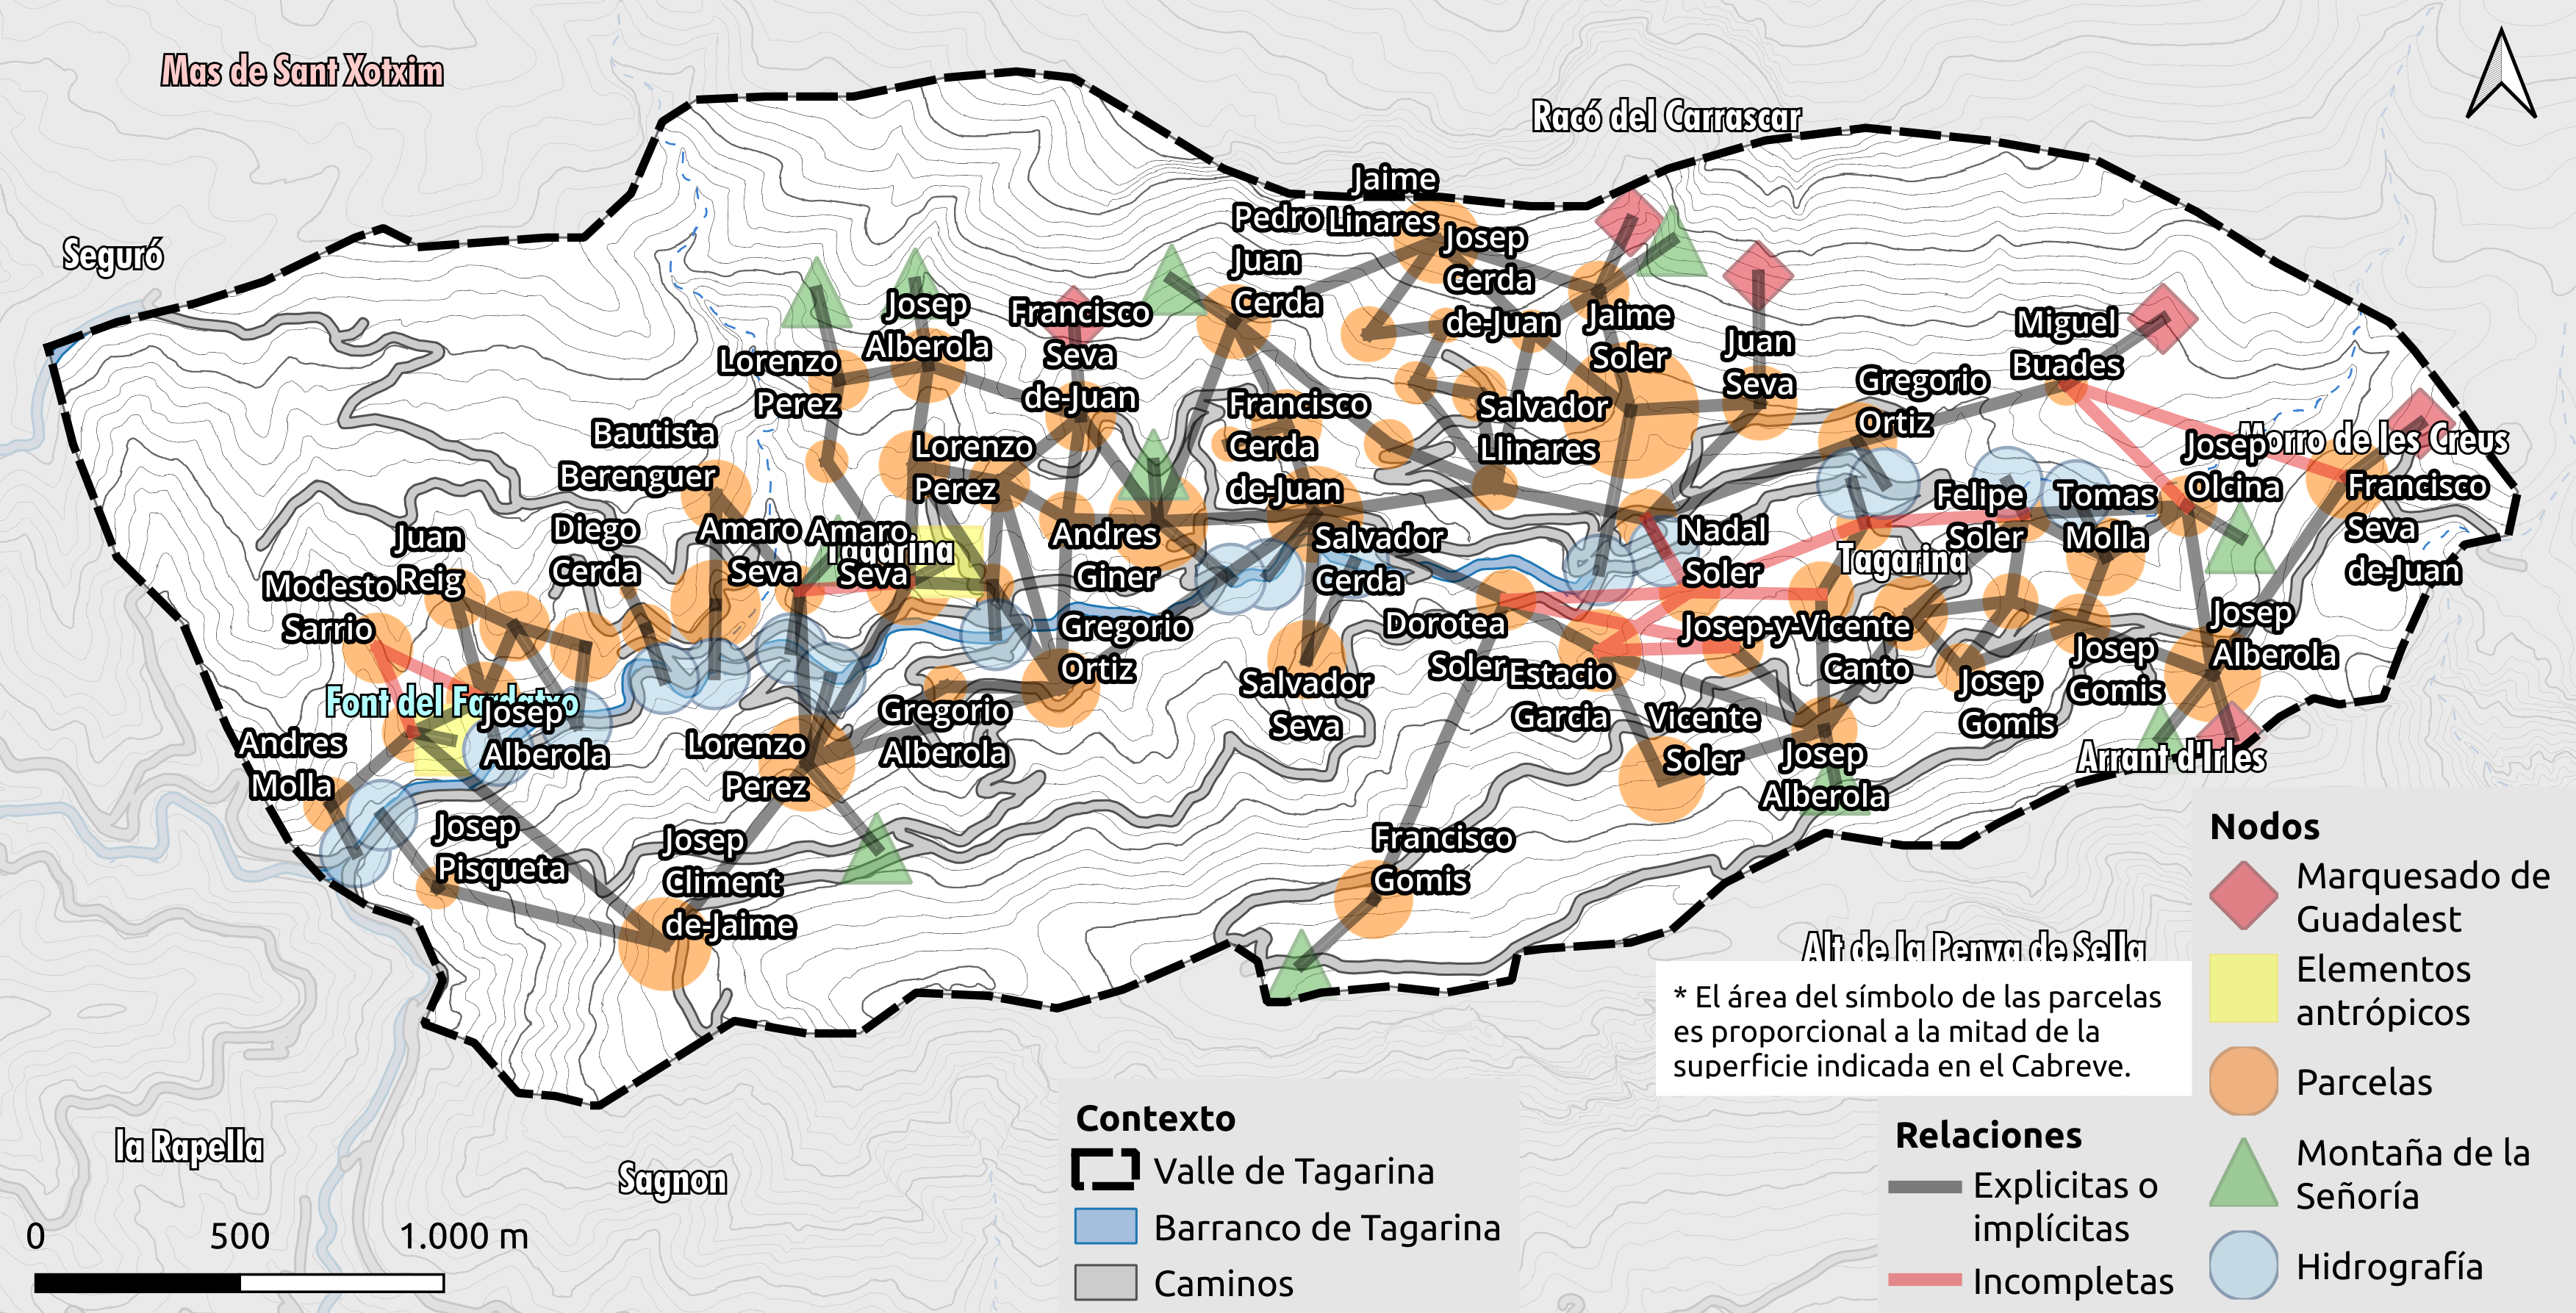 Mas de Sant Xotxim
Racó del Carrascar
Seguró
Jaime
Linares
Pedro
Juan
Cerda
Josep
Cerda
de-Juan
Josep
Alberola
Francisco
Seva
de-Juan
Jaime
Soler
Juan
Seva
Miguel
Buades
Lorenzo
Perez
Gregorio
Ortiz
Francisco
Cerda
de-Juan
Salvador
Llinares
Bautista
Berenguer
Lorenzo
Perez
Morro de les Creus
Josep
Olcina
Francisco
Seva
de-Juan
Felipe
Soler
Tomas
Molla
Juan
Reig
Diego
Cerda
Amaro
Seva
Amaro
Seva
Tagarina
Andres
Giner
Salvador
Cerda
Nadal
Soler
Tagarina
Modesto
Sarrio
Gregorio
Ortiz
Dorotea
Soler
Josep-y-Vicente
Canto
Josep
Gomis
Josep
Gomis
Josep
Alberola
Font del Fardatxo
Josep
Alberola
Andres
Molla
Lorenzo
Perez
Gregorio
Alberola
Salvador
Seva
Estacio
Garcia
Vicente
Soler
Josep
Alberola
Arrant d'Irles
Josep
Pisqueta
Josep
Climent
de-Jaime
Francisco
Gomis
Alt de la Penya de Sella
* El área del símbolo de las parcelas
es proporcional a la mitad de la
superficie indicada en el Cabreve.
la Rapella
Sagnon
0 500 1.000 m
Contexto
Valle de Tagarina
Barranco de Tagarina
Caminos
Relaciones
Explicitas o
implícitas
Incompletas
Nodos
Marquesado de
Guadalest
Elementos
antrópicos
Parcelas
Montaña de la
Señoría
Hidrografía